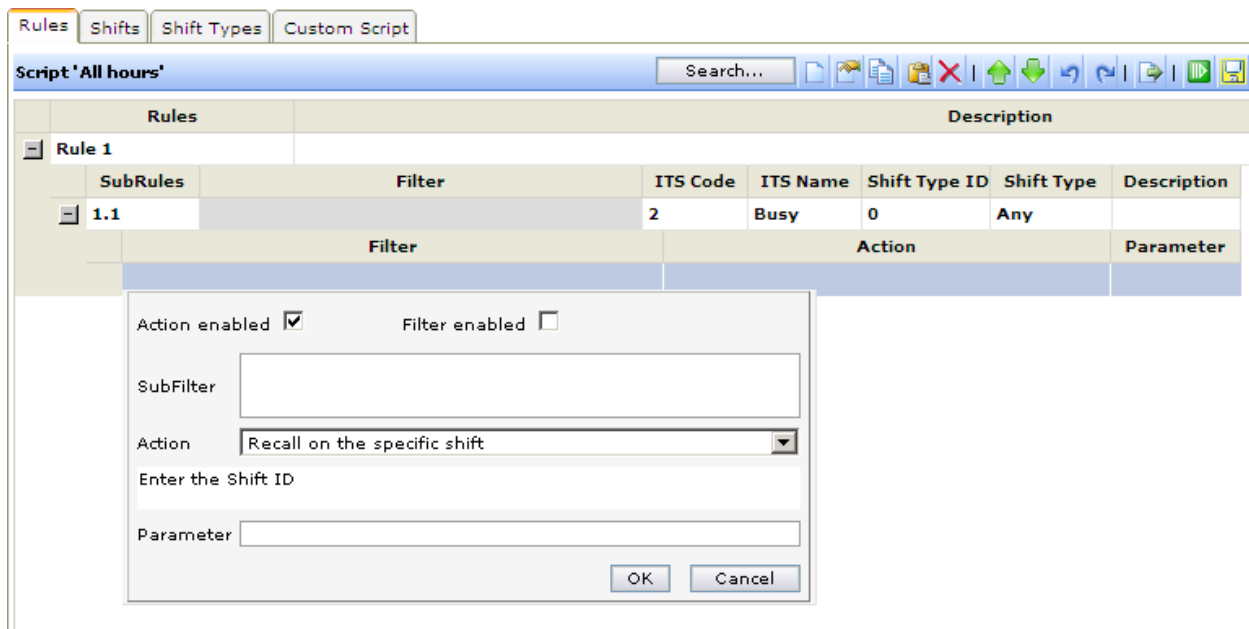 Rules Shifts Shift Types Custom Script
Script 'All hours' Search...
Rules Description
Rule 1
SubRules Filter ITS Code ITS Name Shift Type ID Shift Type Description
1.1 2 Busy 0 Any
Filter Action Parameter
Action enabled Filter enabled
SubFilter
Action Recall on the specific shift
Enter the Shift ID
Parameter
OK Cancel